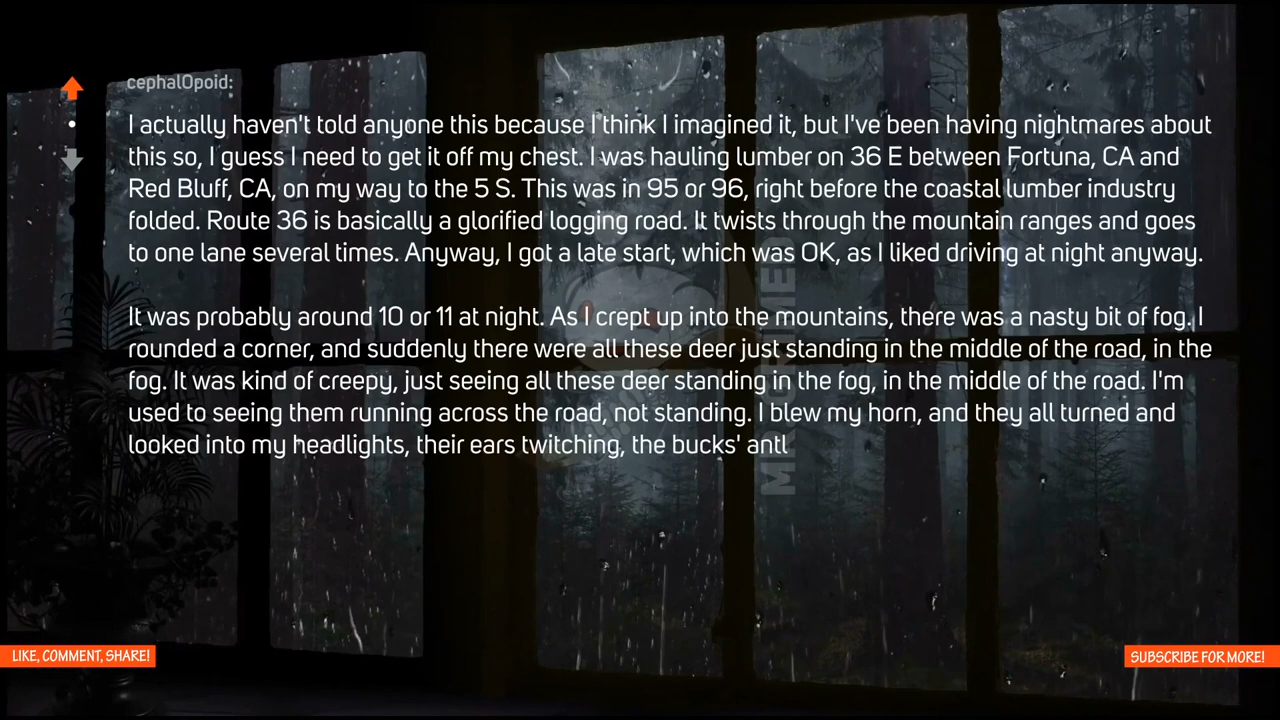 cephalOpoid:
I actually haven't told anyone this because I think I imagined it, but I've been having nightmares about
this so, I guess I need to get it off my chest. I was hauling lumber on 36 E between Fortuna, CA and
Red Bluff, CA, on my way to the 5 S. This was in 95 or 96, right before the coastal lumber industry
folded. Route 36 is basically a glorified logging road. It twists through the mountain ranges and goes
to one lane several times. Anyway, I got a late start, which was OK, as I liked driving at night anyway.
It was probably around 10 or 11 at night. As I crept up into the mountains, there was a nasty bit of fog. I
rounded a corner, and suddenly there were all these deer just standing in the middle of the road, in the
fog. It was kind of creepy, just seeing all these deer standing in the fog, in the middle of the road. I'm
used to seeing them running across the road, not standing. I blew my horn, and they all turned and
looked into my headlights, their ears twitching, the bucks' antl
LIKE, COMMENT, SHARE!
SUBSCRIBE FOR MORE!